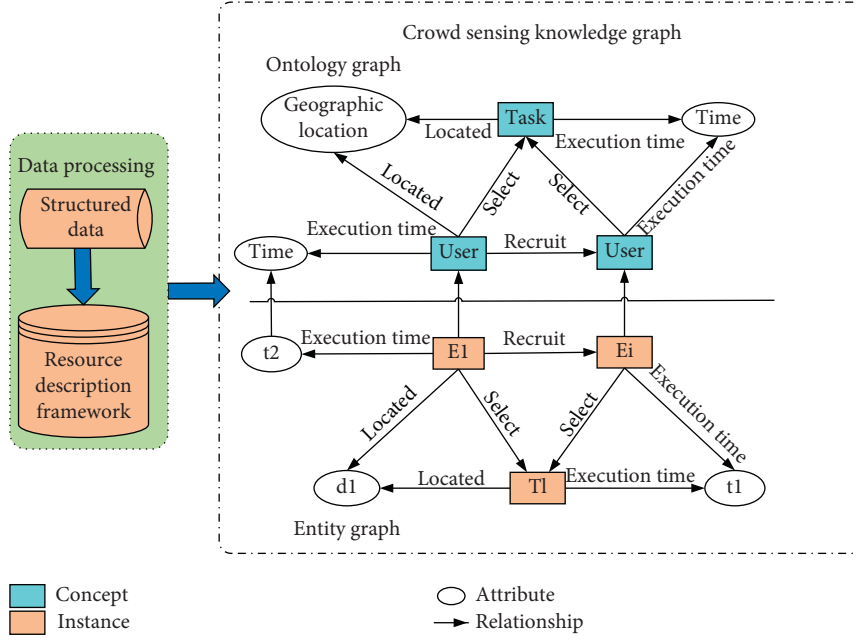 Crowd sensing knowledge graph
Ontology graph
Geographic
location
Located
Task
Execution time
Time
Data processing
Structured
data
Resource
description
framework
Located
Select
Select
Execution time
Time
Execution time
User
Recruit
User
t2
Execution time
E1
Recruit
Ei
Located
Select
Select
Execution time
d1
Located
Tl
Execution time
t1
Entity graph
Concept
Instance
Attribute
Relationship